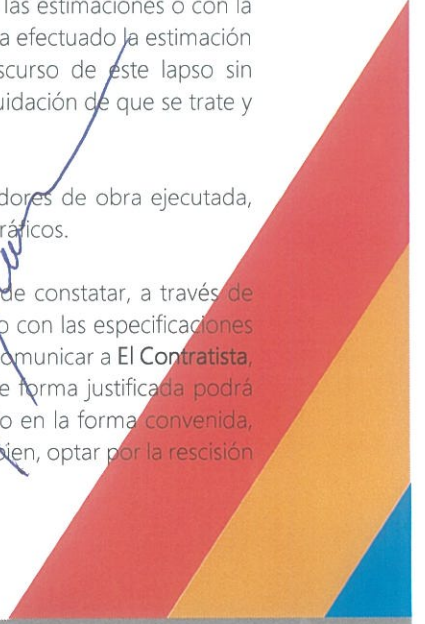 las estimaciones o con la
a efectuado la estimación
scurso de este lapso sin
uidación de que se trate y
dores de obra ejecutada,
ráficos.
de constatar, a través de
o con las especificaciones
omunicar a El Contratista,
e forma justificada podrá
o en la forma convenida,
bien, optar por la rescisión